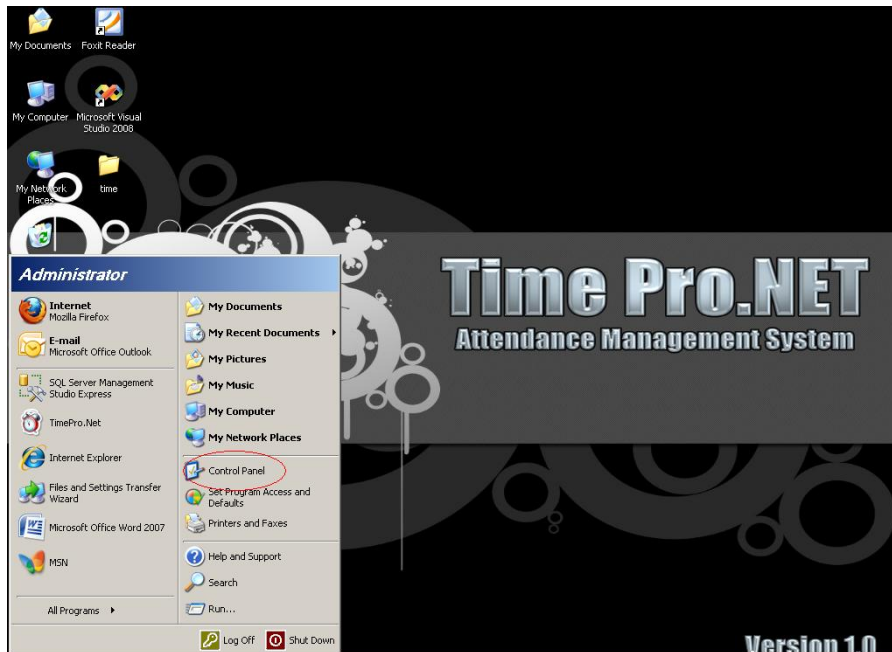 My Documents
Foxit Reader
My Computer
Microsoft Visual
Studio 2008
My Network
Places
time
Time Pro.NET
Attendance Management System
Administrator
Internet
Mozilla Firefox
E-mail
Microsoft Office Outlook
SQL Server Management
Studio Express
TimePro.Net
Internet Explorer
Files and Settings Transfer
Wizard
Microsoft Office Word 2007
MSN
All Programs
My Documents
My Recent Documents
My Pictures
My Music
My Computer
My Network Places
Control Panel
Set Program Access and
Defaults
Printers and Faxes
Help and Support
Search
Run...
Log Off
Shut Down
Version 1.0